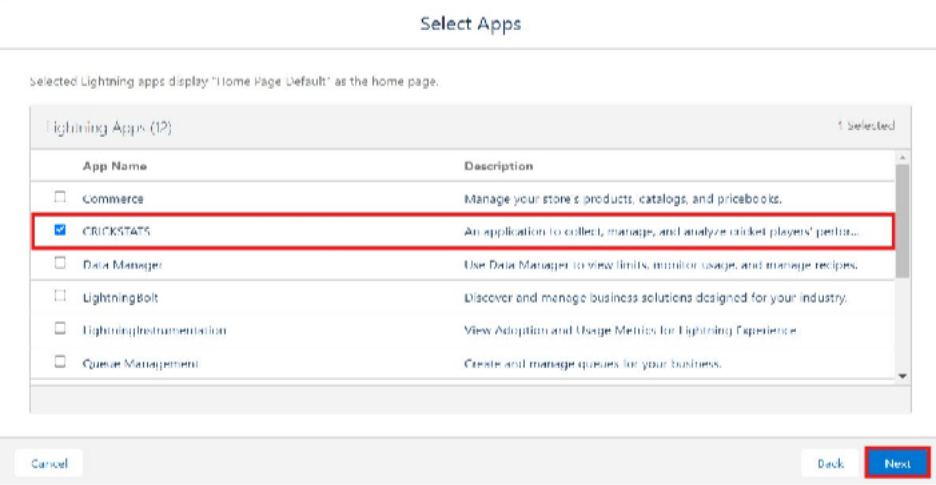 Select Apps
Selected Lightning apps display "Home Page Default" as the home page.
Lightning Apps (12) 1 Selected
App Name Description
Commerce Manage your store's products, catalogs, and pricebooks.
CRICKSTATS An application to collect, manage, and analyze cricket players' perfor...
Data Manager Use Data Manager to view limits, monitor usage, and manage recipes.
LightningBolt Discover and manage business solutions designed for your industry.
LightningInstrumentation View Adoption and Usage Metrics for Lightning Experience
Queue Management Create and manage queues for your business.
Cancel Back Next